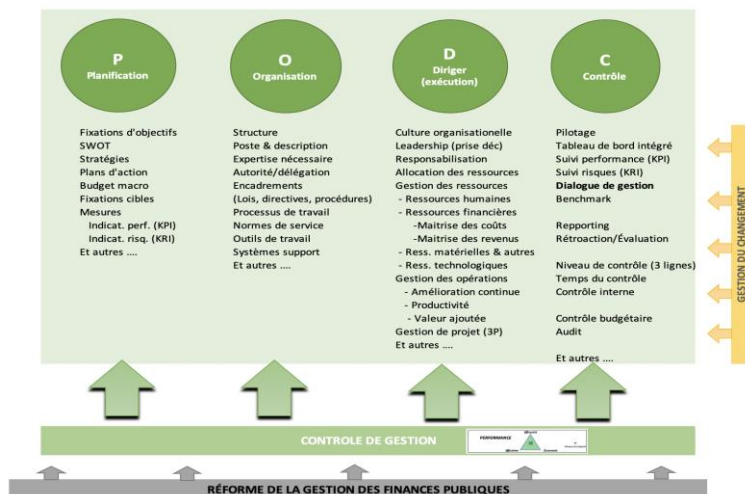 P
Planification
Fixations d'objectifs
SWOT
Stratégies
Plans d'action
Budget macro
Fixations cibles
Mesures
Indicat. perf. (KPI)
Indicat. risq. (KRI)
Et autres ....
O
Organisation
Structure
Poste & description
Expertise nécessaire
Autorité/délégation
Encadrements
(Lois, directives, procédures)
Processus de travail
Normes de service
Outils de travail
Systèmes support
Et autres ....
D
Diriger
(exécution)
Culture organisationelle
Leadership (prise déc)
Responsabilisation
Allocation des ressources
Gestion des ressources
- Ressources humaines
- Ressources financières
-Maitrise des coûts
-Maitrise des revenus
- Ress. matérielles & autres
- Ress. technologiques
Gestion des opérations
- Amélioration continue
- Productivité
- Valeur ajoutée
Gestion de projet (3P)
Et autres ....
C
Contrôle
Pilotage
Tableau de bord intégré
Suivi performance (KPI)
Suivi risques (KRI)
Dialogue de gestion
Benchmark
Repporting
Rétroaction/Évaluation
Niveau de contrôle (3 lignes)
Temps du contrôle
Contrôle interne
Contrôle budgétaire
Audit
Et autres ....
GESTION DU CHANGEMENT
CONTROLE DE GESTION
PERFORMANCE
RÉFORME DE LA GESTION DES FINANCES PUBLIQUES